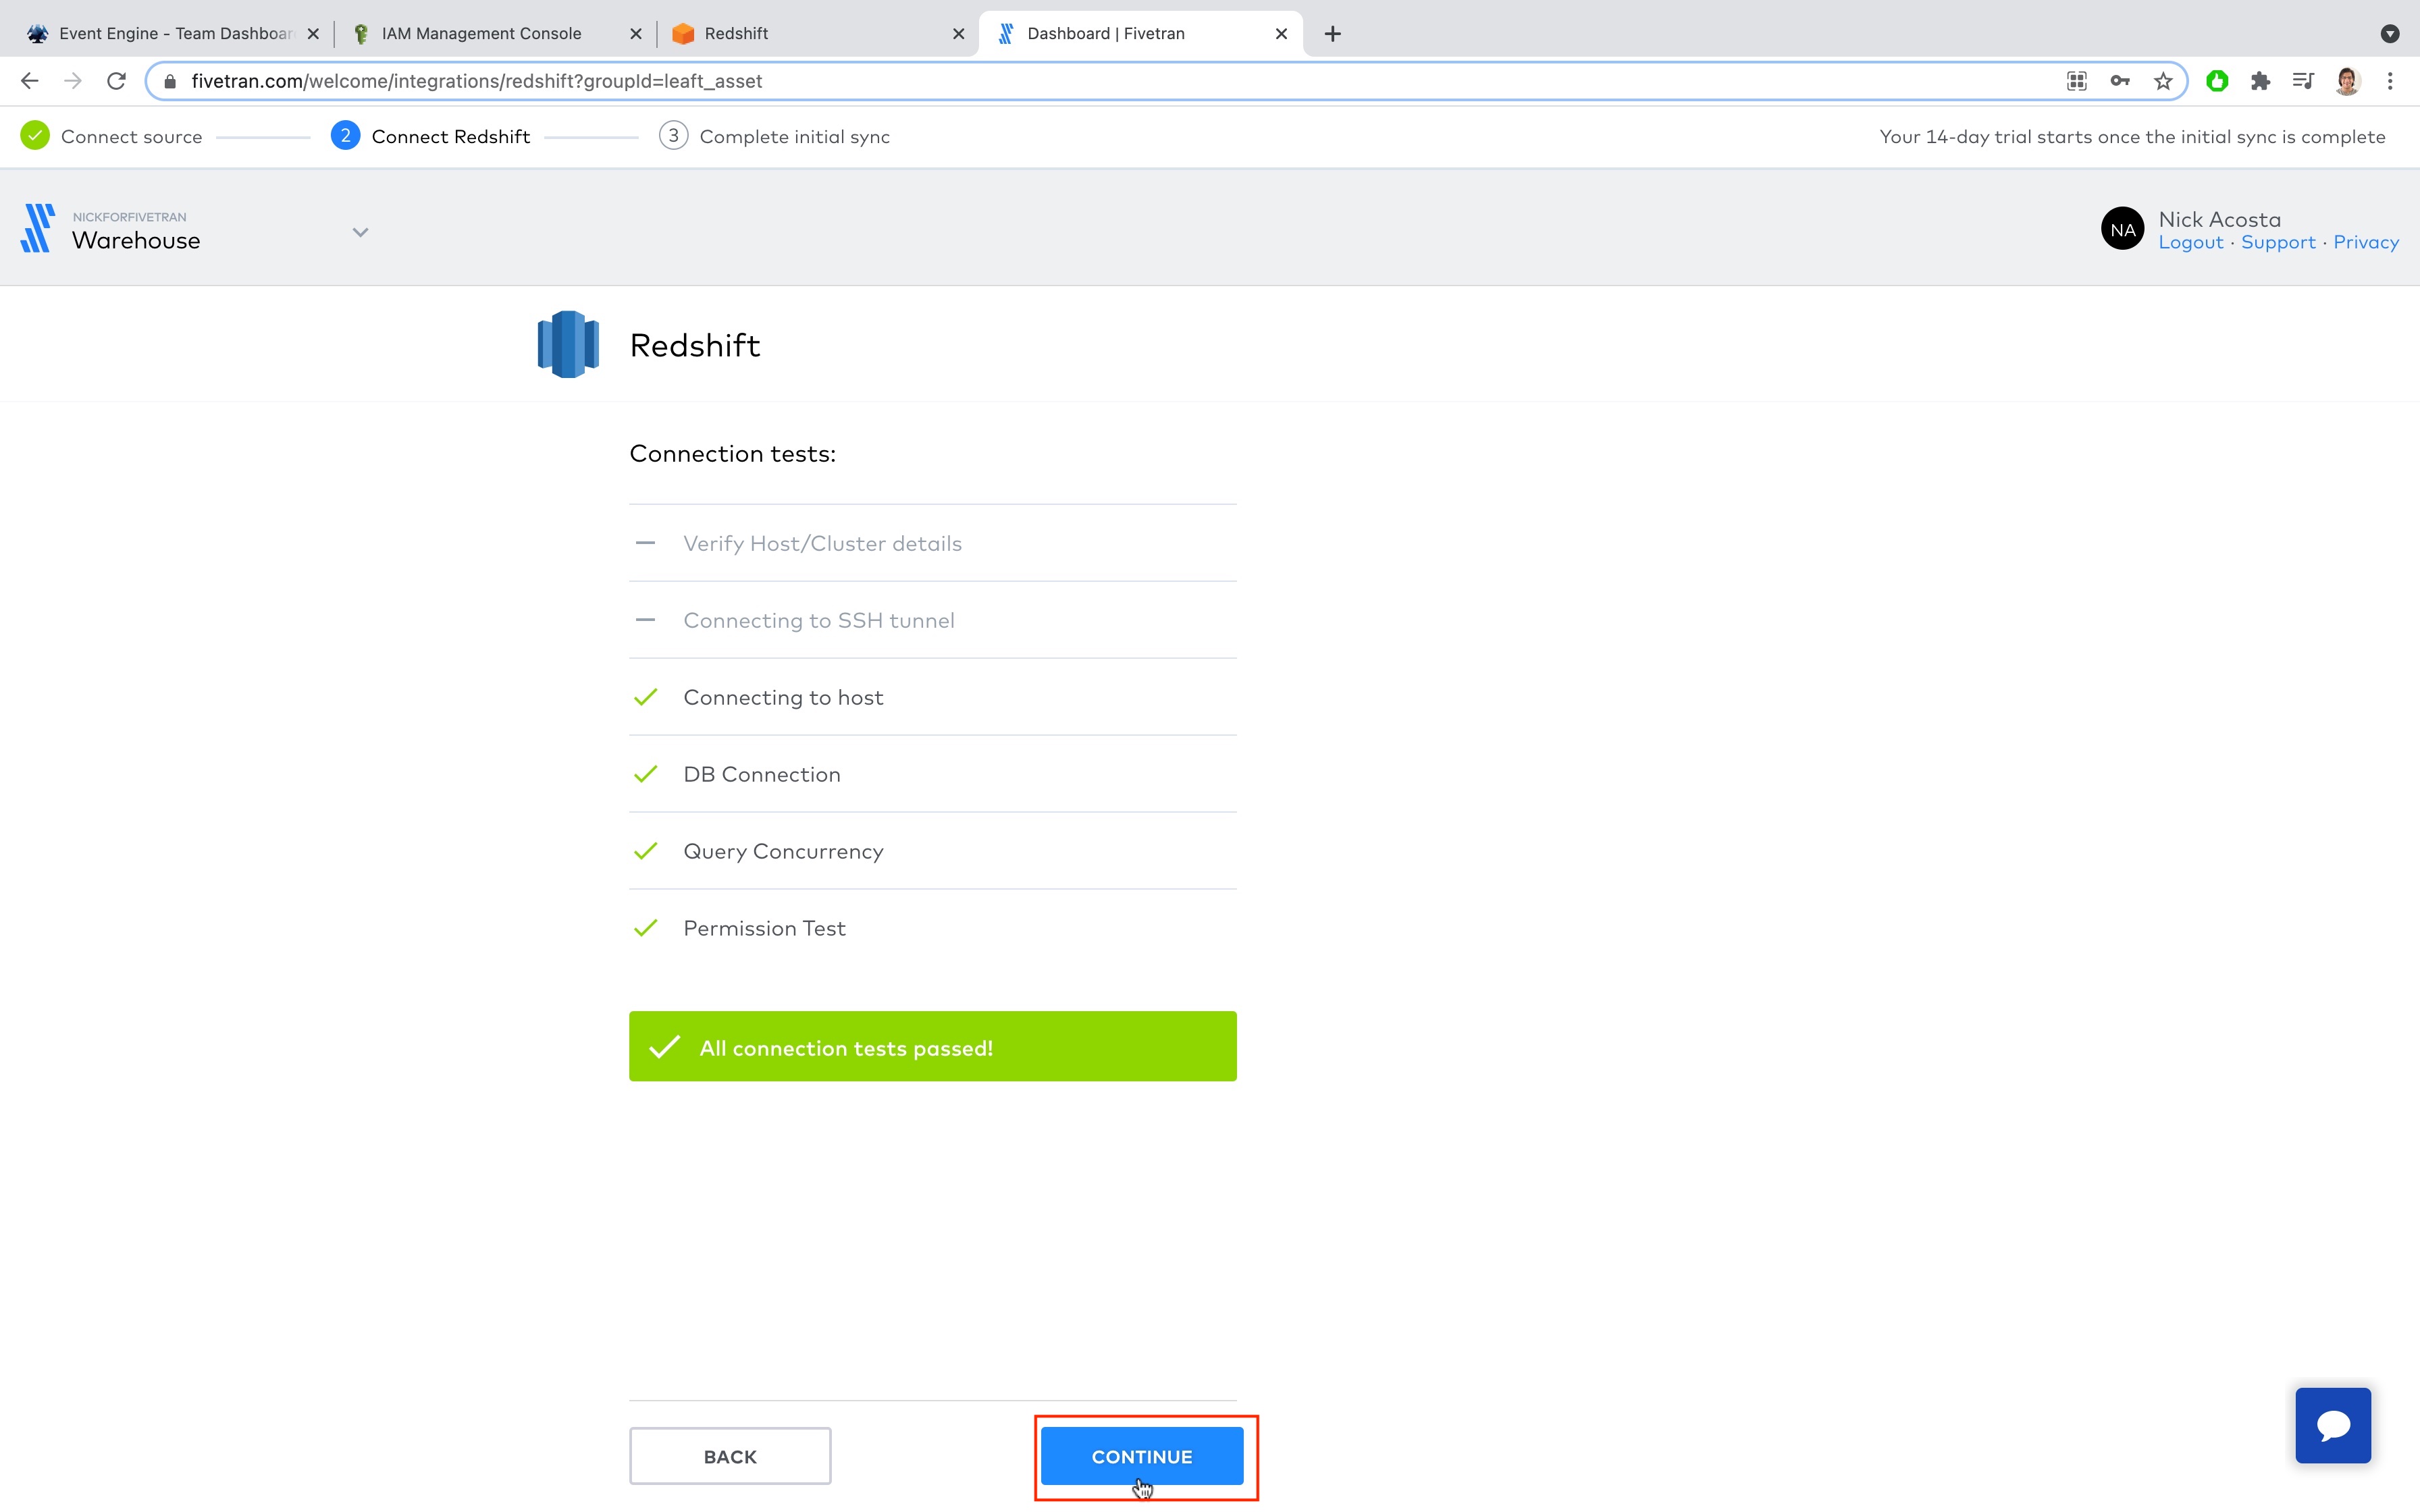 Event Engine - Team Dashboar
IAM Management Console
Redshift
Dashboard | Fivetran
fivetran.com/welcome/integrations/redshift?groupId=leaft_asset
Connect source
2 Connect Redshift
3 Complete initial sync
Your 14-day trial starts once the initial sync is complete
NICKFORFIVETRAN
Warehouse
NA
Nick Acosta
Logout · Support · Privacy
Redshift
Connection tests:
Verify Host/Cluster details
Connecting to SSH tunnel
Connecting to host
DB Connection
Query Concurrency
Permission Test
All connection tests passed!
BACK
CONTINUE